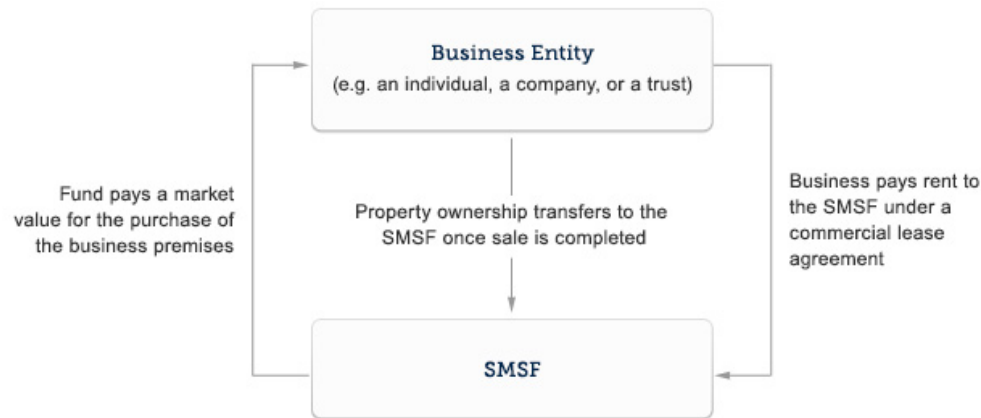 Business Entity
(e.g. an individual, a company, or a trust)
Fund pays a market
value for the purchase of
the business premises
Property ownership transfers to the
SMSF once sale is completed
Business pays rent to
the SMSF under a
commercial lease
agreement
SMSF